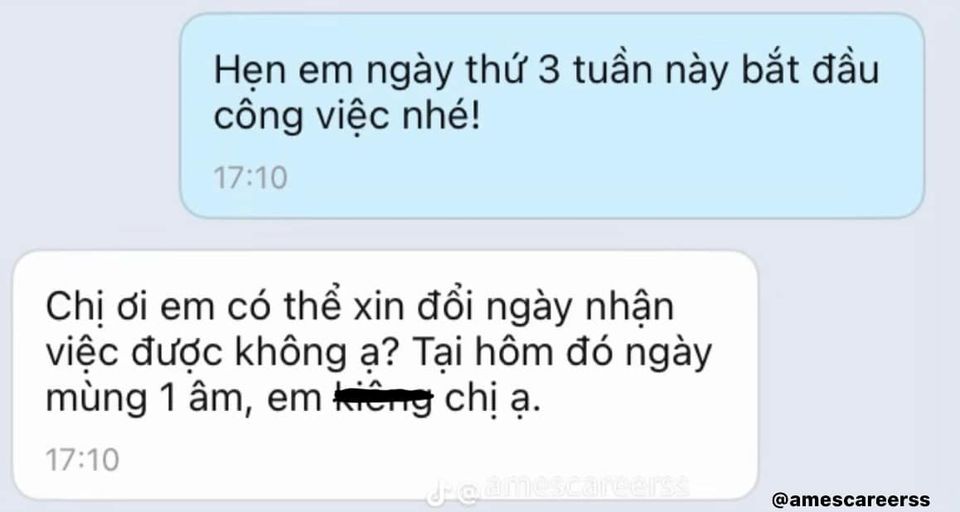 Hẹn em ngày thứ 3 tuần này bắt đầu
công việc nhé!
17:10
Chị ơi em có thể xin đổi ngày nhận
việc được không ạ? Tại hôm đó ngày
mùng 1 âm, em kiêng chị ạ.
17:10
@amescareerss
@amescareerss